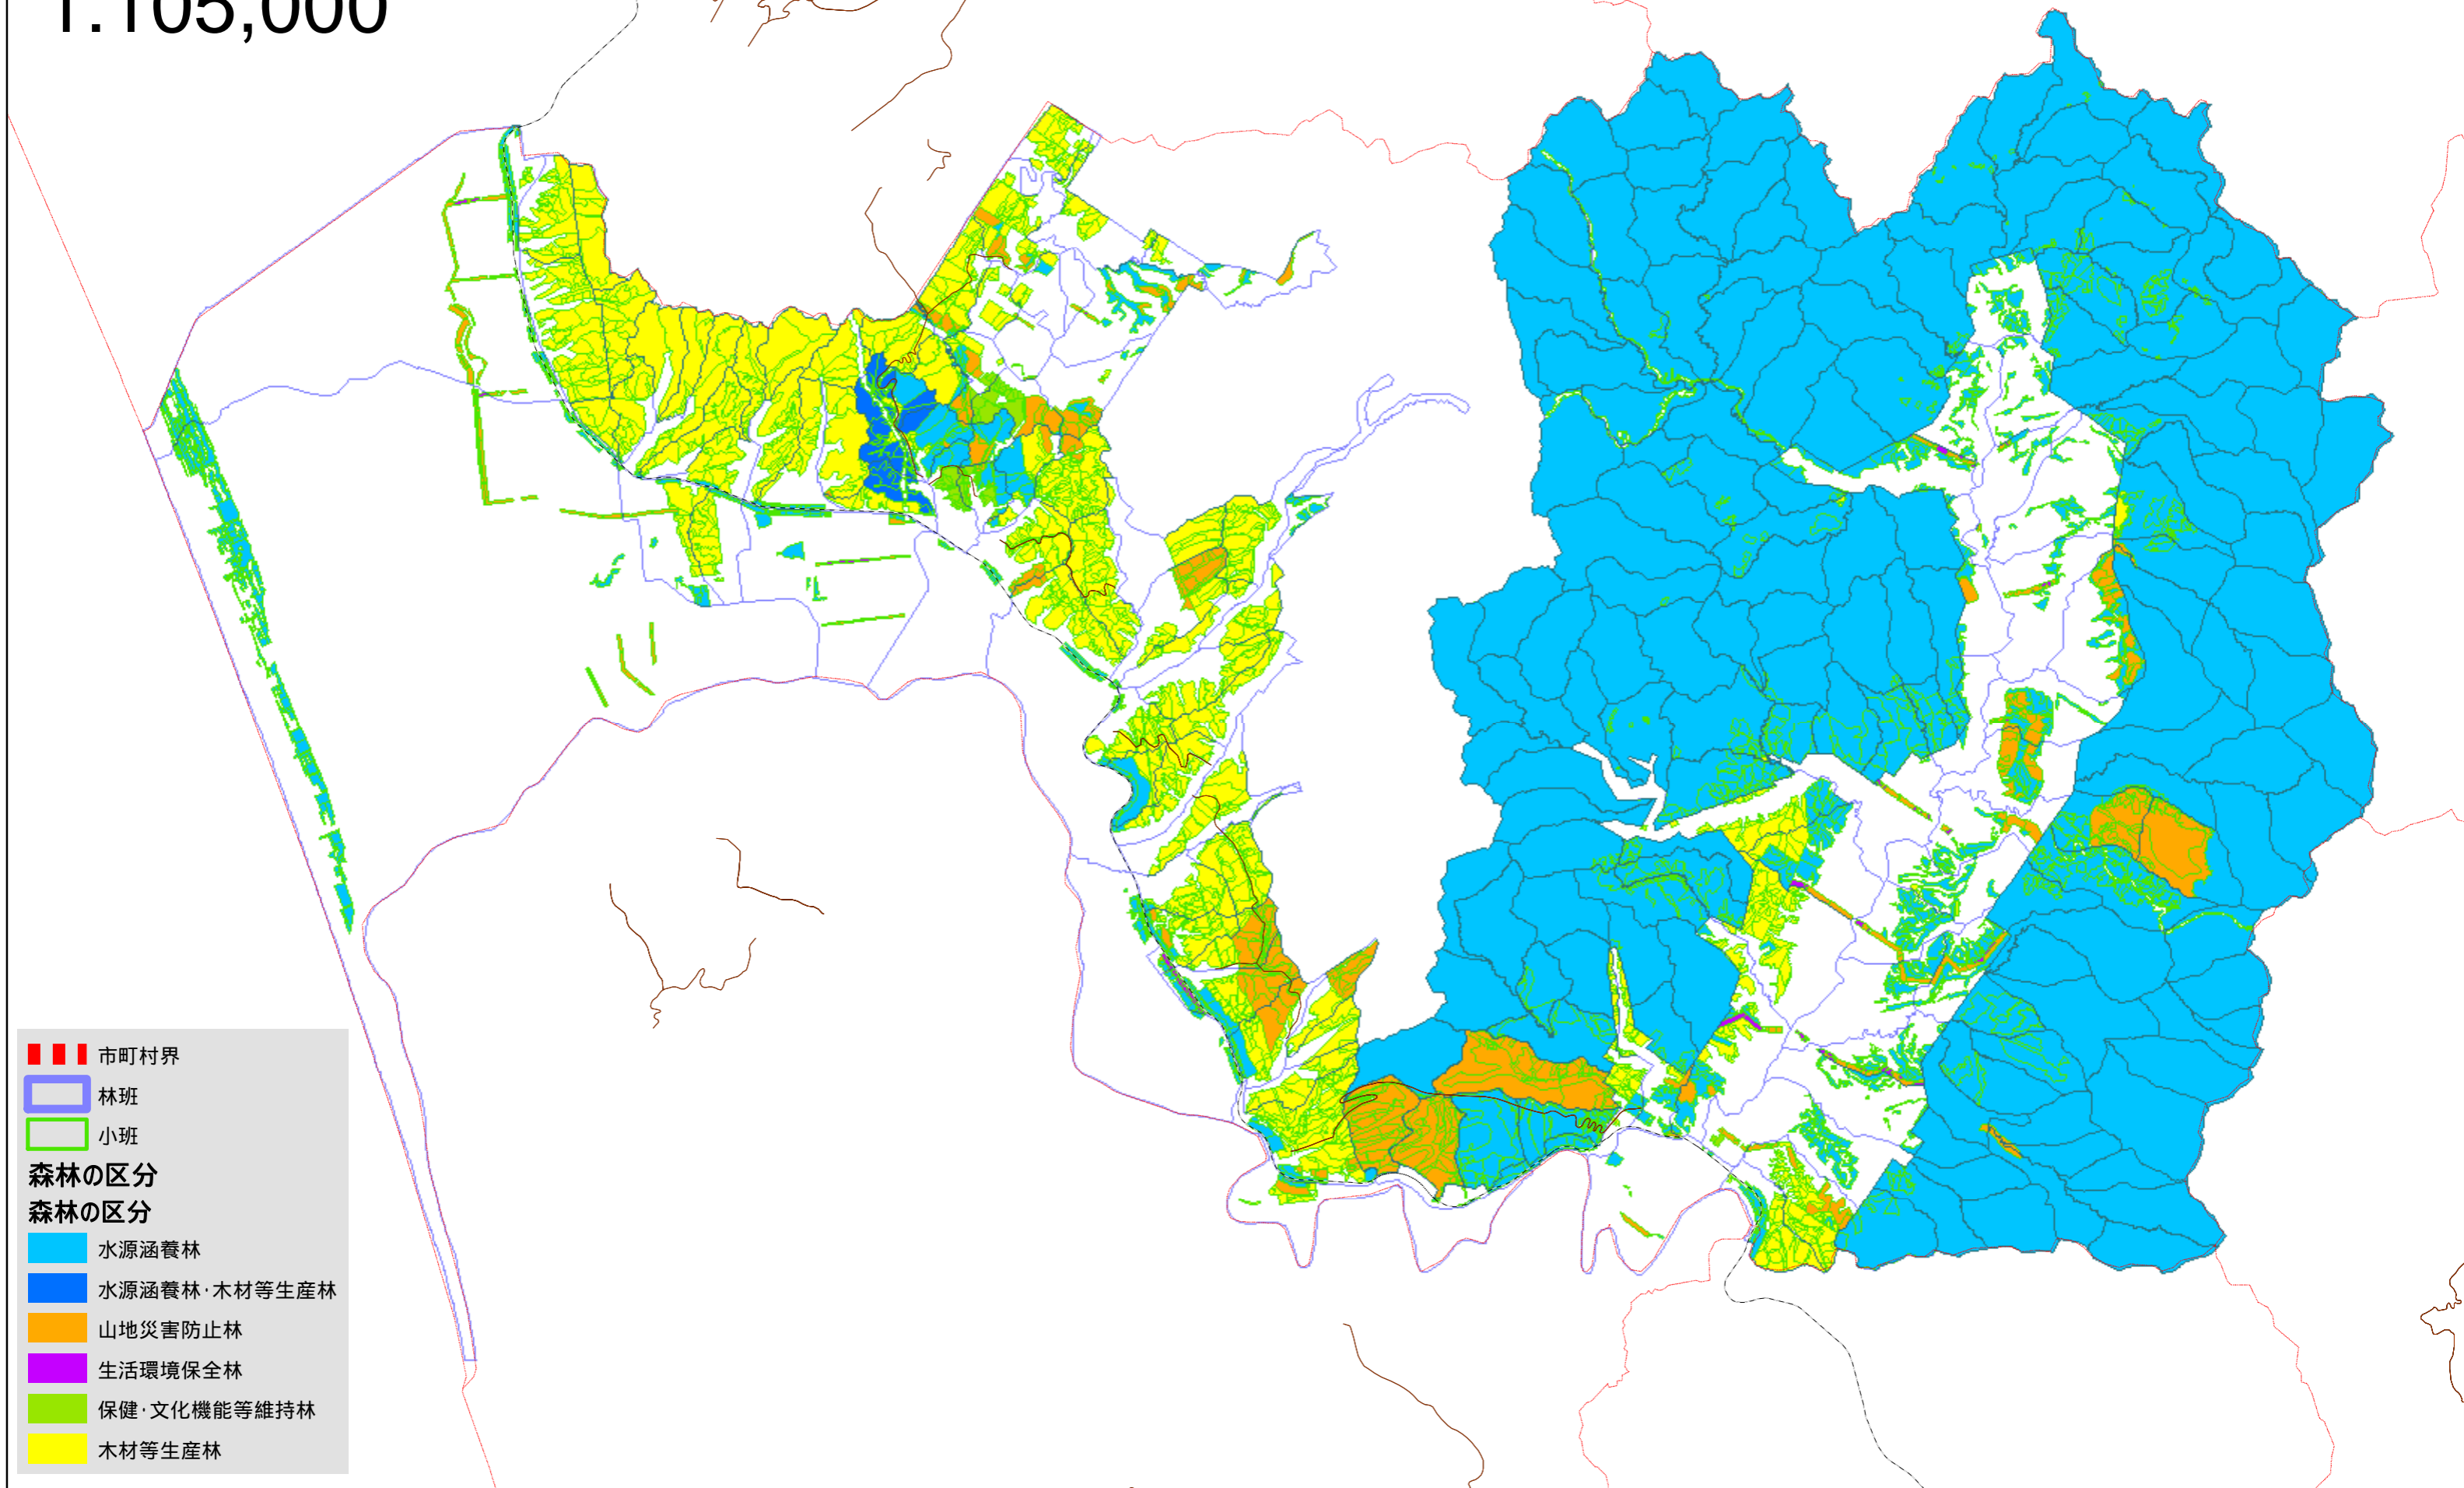 1:105,000
市町村界
林班
小班
森林の区分
森林の区分
水源涵養林
水源涵養林・木材等生産林
山地災害防止林
生活環境保全林
保健・文化機能等維持林
木材等生産林